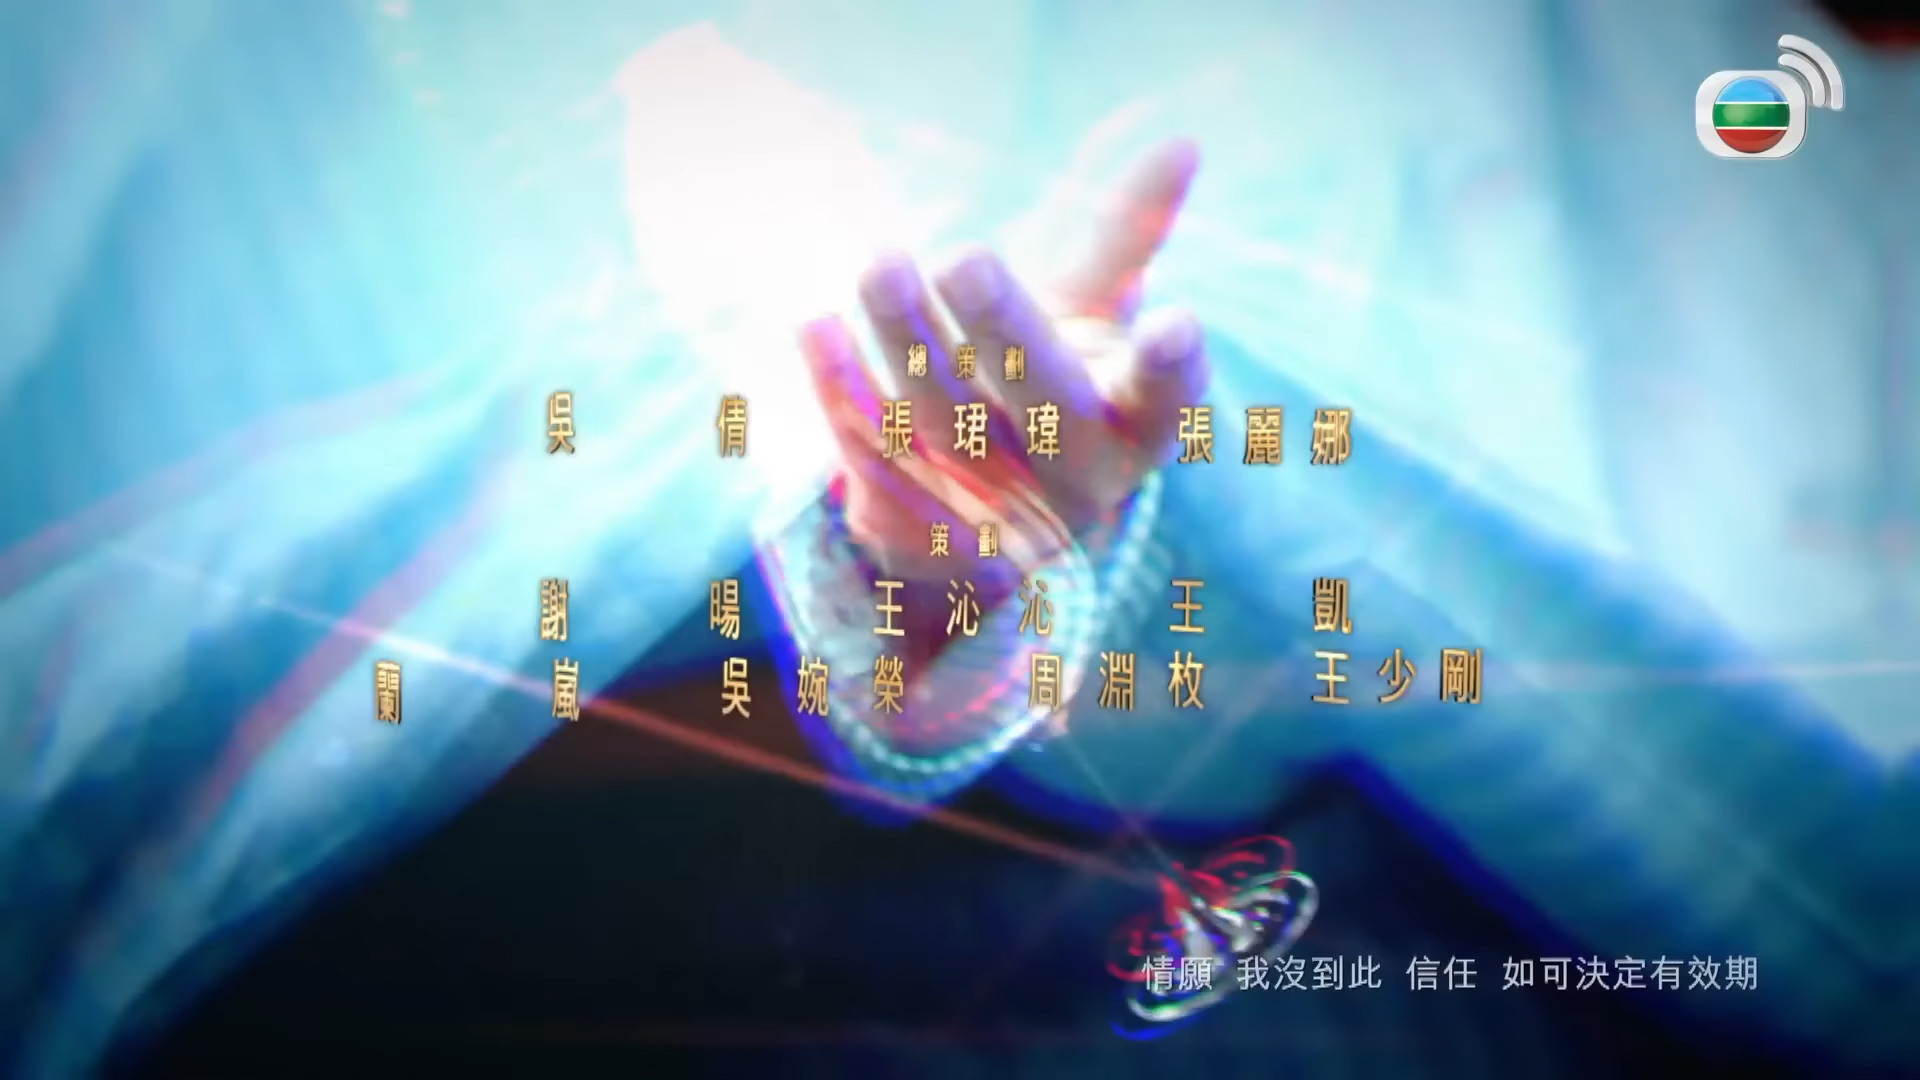 總策劃
吳倩 張珺瑋 張麗娜
策劃
謝暘 王沁沁 王凱
蘭嵐 吳婉榮 周淵枚 王少剛
情願 我沒到此 信任 如可決定有效期